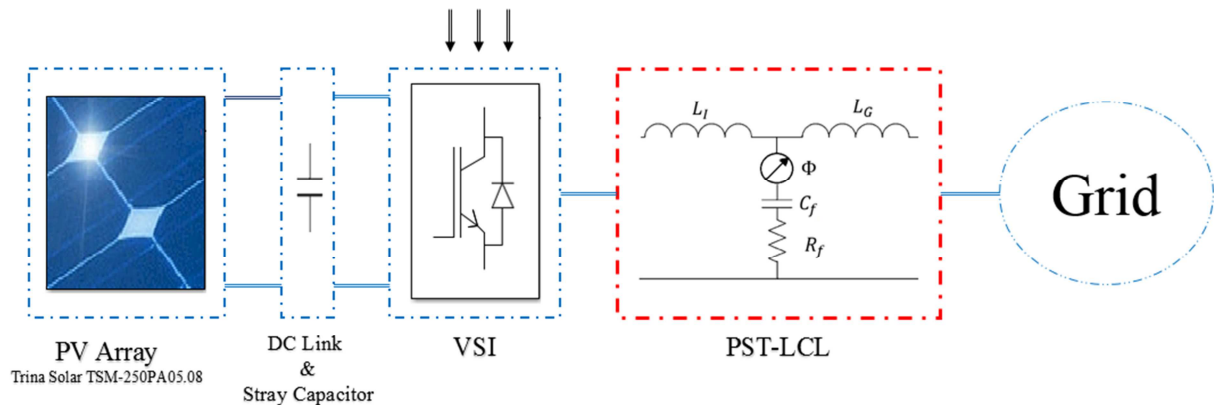 L_I
L_G
Φ
C_f
R_f
Grid
PV Array
Trina Solar TSM-250PA05.08
DC Link
&
Stray Capacitor
VSI
PST-LCL